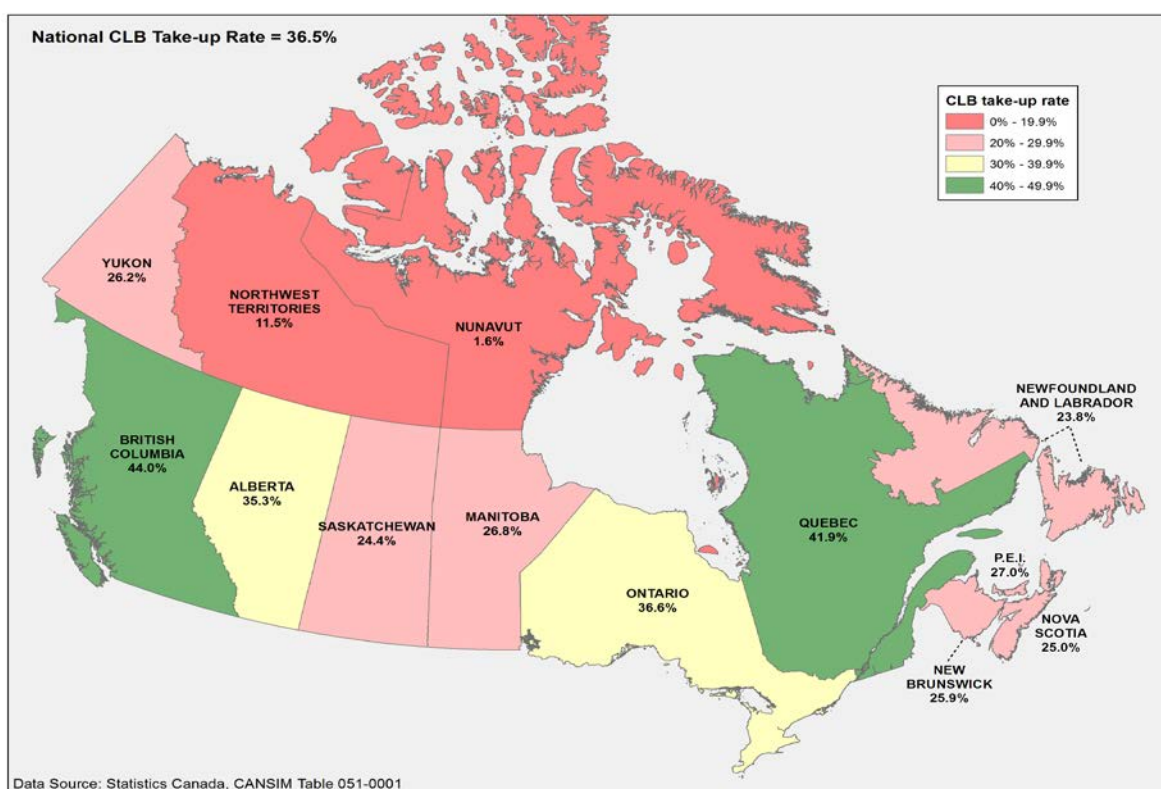 National CLB Take-up Rate = 36.5%
CLB take-up rate
0% - 19.9%
20% - 29.9%
30% - 39.9%
40% - 49.9%
YUKON
26.2%
NORTHWEST
TERRITORIES
11.5%
NUNAVUT
1.6%
BRITISH
COLUMBIA
44.0%
ALBERTA
35.3%
SASKATCHEWAN
24.4%
MANITOBA
26.8%
ONTARIO
36.6%
QUEBEC
41.9%
NEWFOUNDLAND
AND LABRADOR
23.8%
P.E.I.
27.0%
NOVA
SCOTIA
25.0%
NEW
BRUNSWICK
25.9%
Data Source: Statistics Canada, CANSIM Table 051-0001